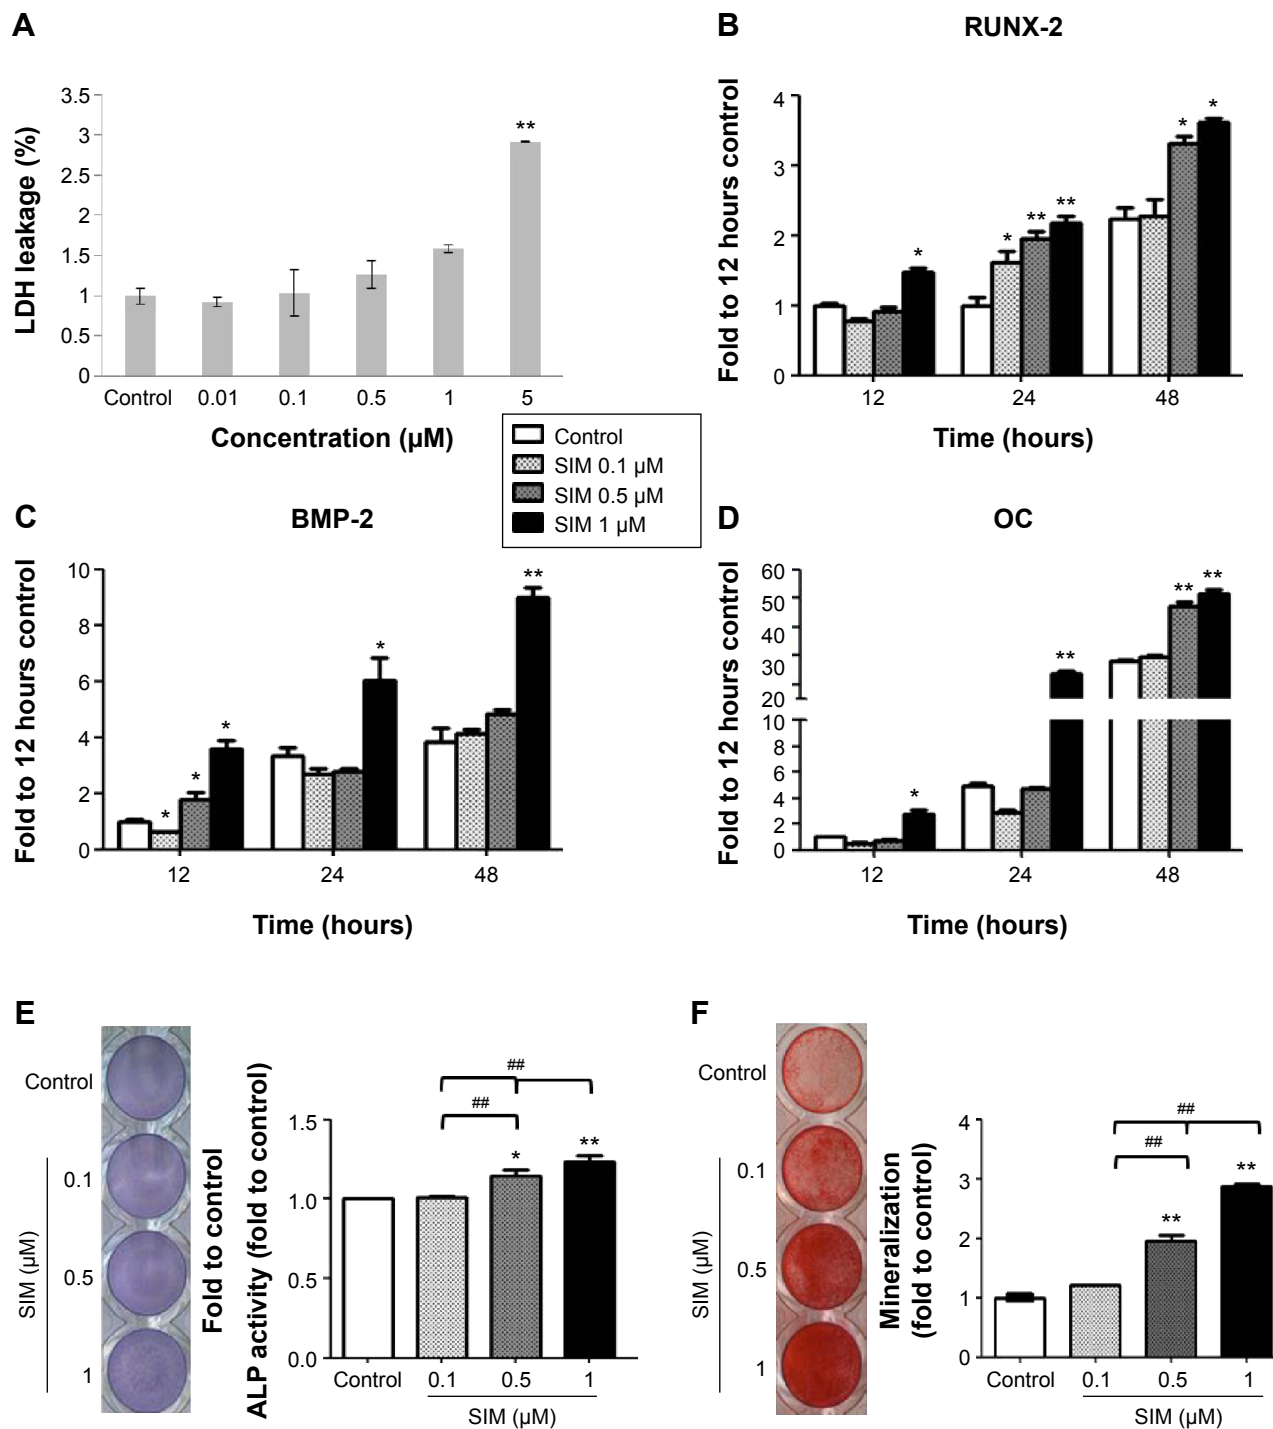 A
LDH leakage (%)
3.5
3
2.5
2
1.5
1
0.5
0
**
Control 0.01 0.1 0.5 1 5
Concentration (µM)
B
RUNX-2
Fold to 12 hours control
4
3
2
1
0
*
* ** **
* *
12 24 48
Time (hours)
Control
SIM 0.1 µM
SIM 0.5 µM
SIM 1 µM
C
BMP-2
Fold to 12 hours control
10
8
6
4
2
0
* * *
*
**
12 24 48
Time (hours)
D
OC
Fold to 12 hours control
60
50
40
30
20
10
8
6
4
2
0
*
**
** **
12 24 48
Time (hours)
E
Control
0.1
0.5
1
SIM (µM)
Fold to control
ALP activity (fold to control)
1.5
1.0
0.5
0.0
##
##
* **
Control 0.1 0.5 1
SIM (µM)
F
Control
0.1
0.5
1
SIM (µM)
Mineralization
(fold to control)
4
3
2
1
0
##
##
** **
Control 0.1 0.5 1
SIM (µM)